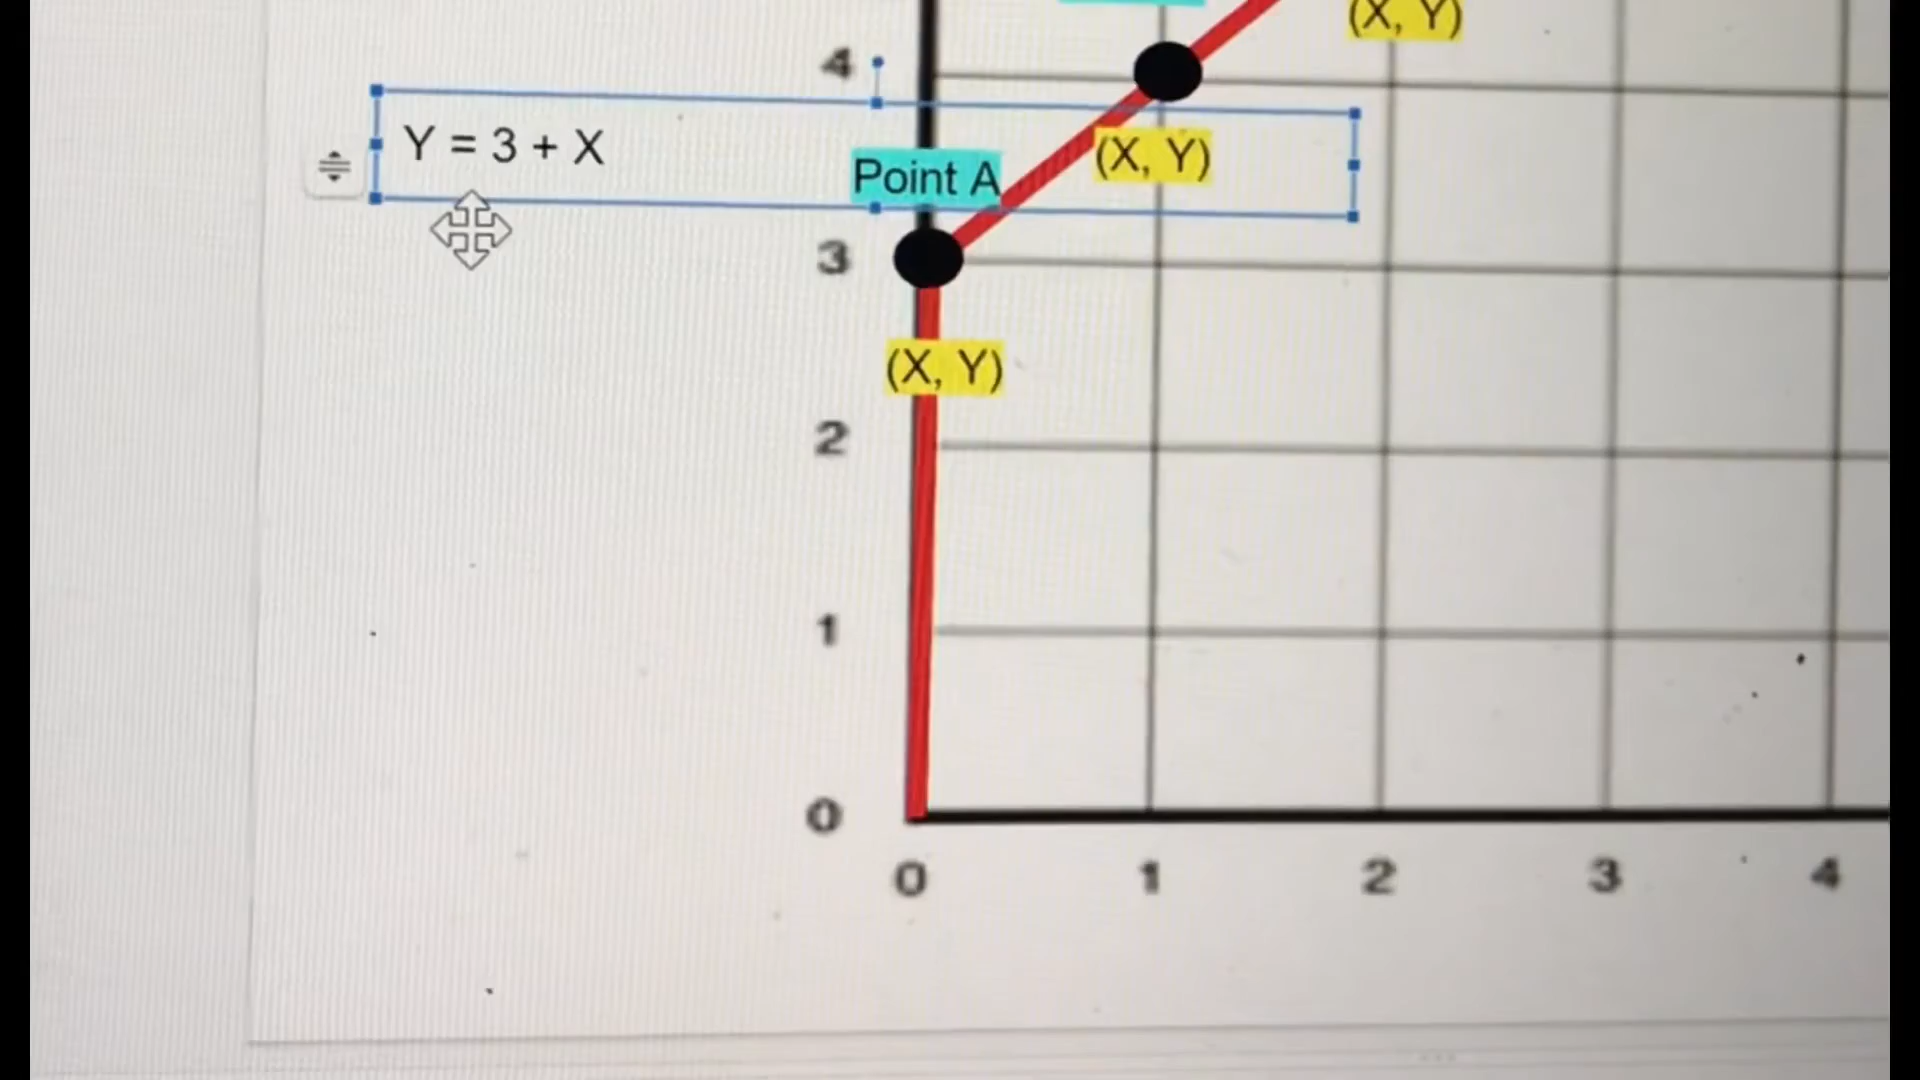 (X, Y)
4
Y = 3 + X
(X, Y)
Point A
3
(X, Y)
2
1
0
0 1 2 3 4